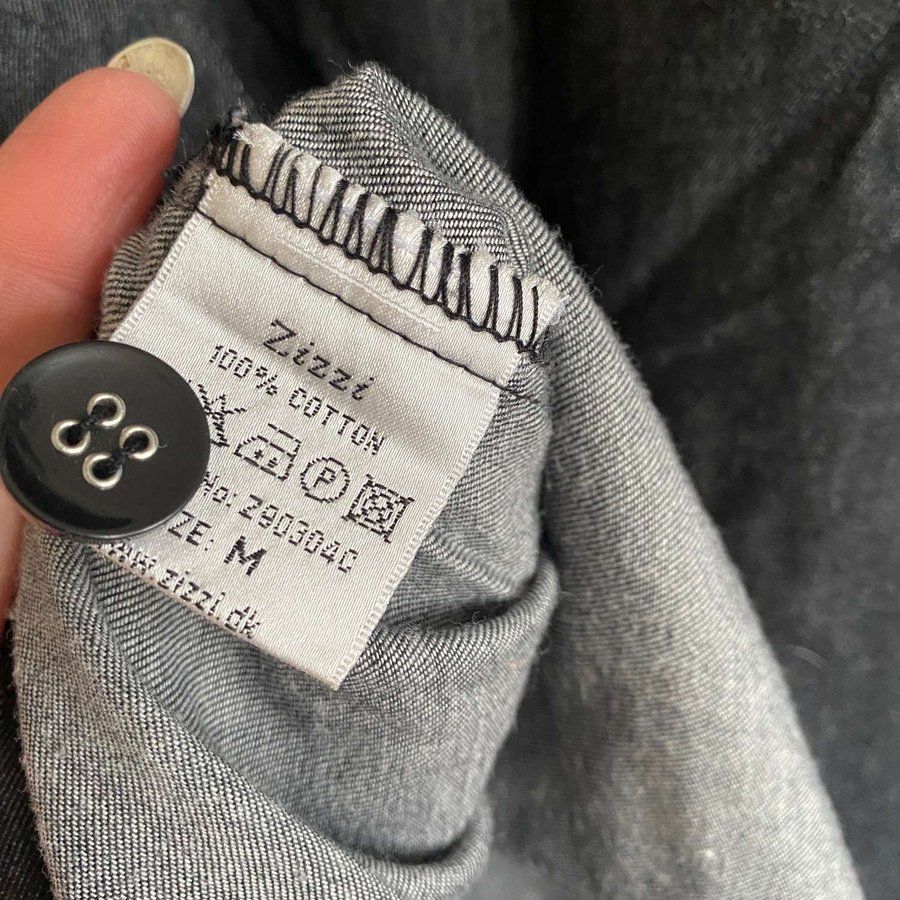 Zizzi
100% COTTON
P
No: Z90304C
ZE: M
www.zizzi.dk